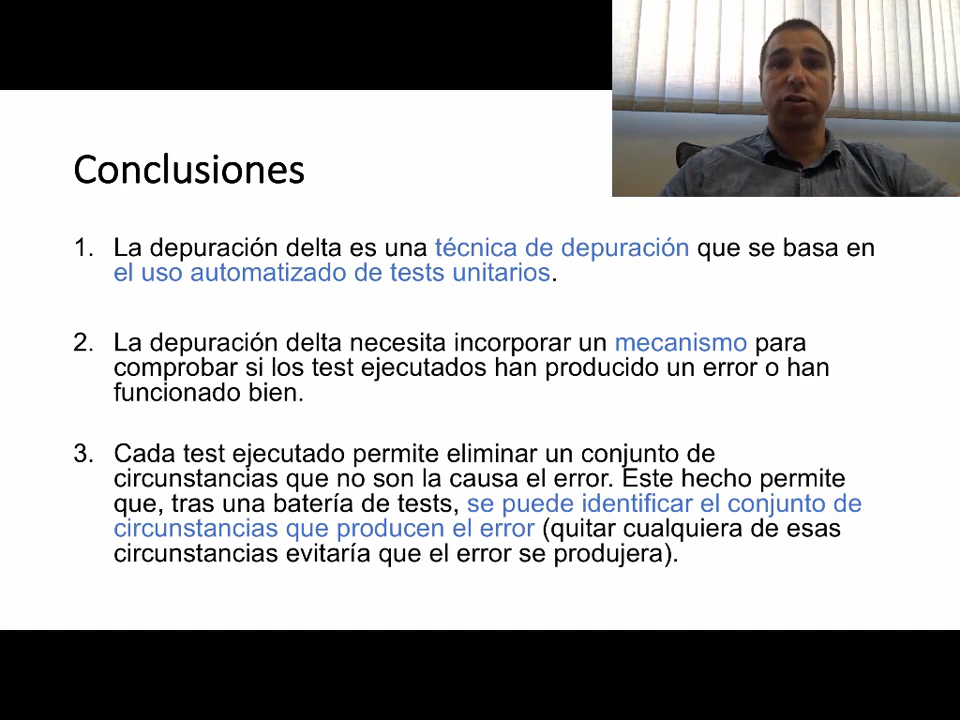 Conclusiones
1. La depuración delta es una técnica de depuración que se basa en
el uso automatizado de tests unitarios.
2. La depuración delta necesita incorporar un mecanismo para
comprobar si los test ejecutados han producido un error o han
funcionado bien.
3. Cada test ejecutado permite eliminar un conjunto de
circunstancias que no son la causa el error. Este hecho permite
que, tras una batería de tests, se puede identificar el conjunto de
circunstancias que producen el error (quitar cualquiera de esas
circunstancias evitaría que el error se produjera).